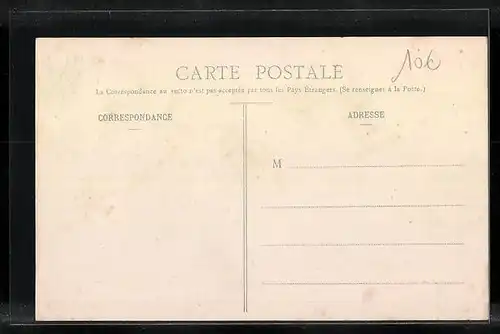 10€
CARTE POSTALE
La Correspondance au recto n'est pas acceptée par tous les Pays Etrangers. (Se renseigner à la Poste.)
CORRESPONDANCE
ADRESSE
M